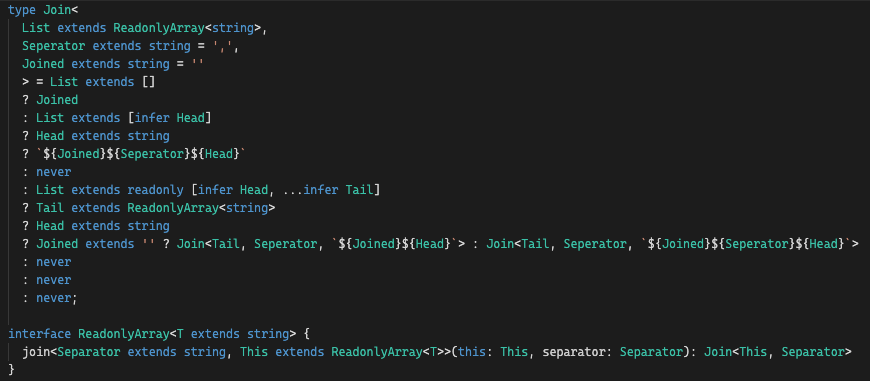 type Join<
List extends ReadonlyArray<string>,
Seperator extends string = ',',
Joined extends string = ''
> = List extends []
? Joined
: List extends [infer Head]
? Head extends string
? `${Joined}${Seperator}${Head}`
: never
: List extends readonly [infer Head, ...infer Tail]
? Tail extends ReadonlyArray<string>
? Head extends string
? Joined extends '' ? Join<Tail, Seperator, `${Joined}${Head}`> : Join<Tail, Seperator, `${Joined}${Seperator}${Head}`>
: never
: never
: never;
interface ReadonlyArray<T extends string> {
join<Separator extends string, This extends ReadonlyArray<T>>(this: This, separator: Separator): Join<This, Separator>
}